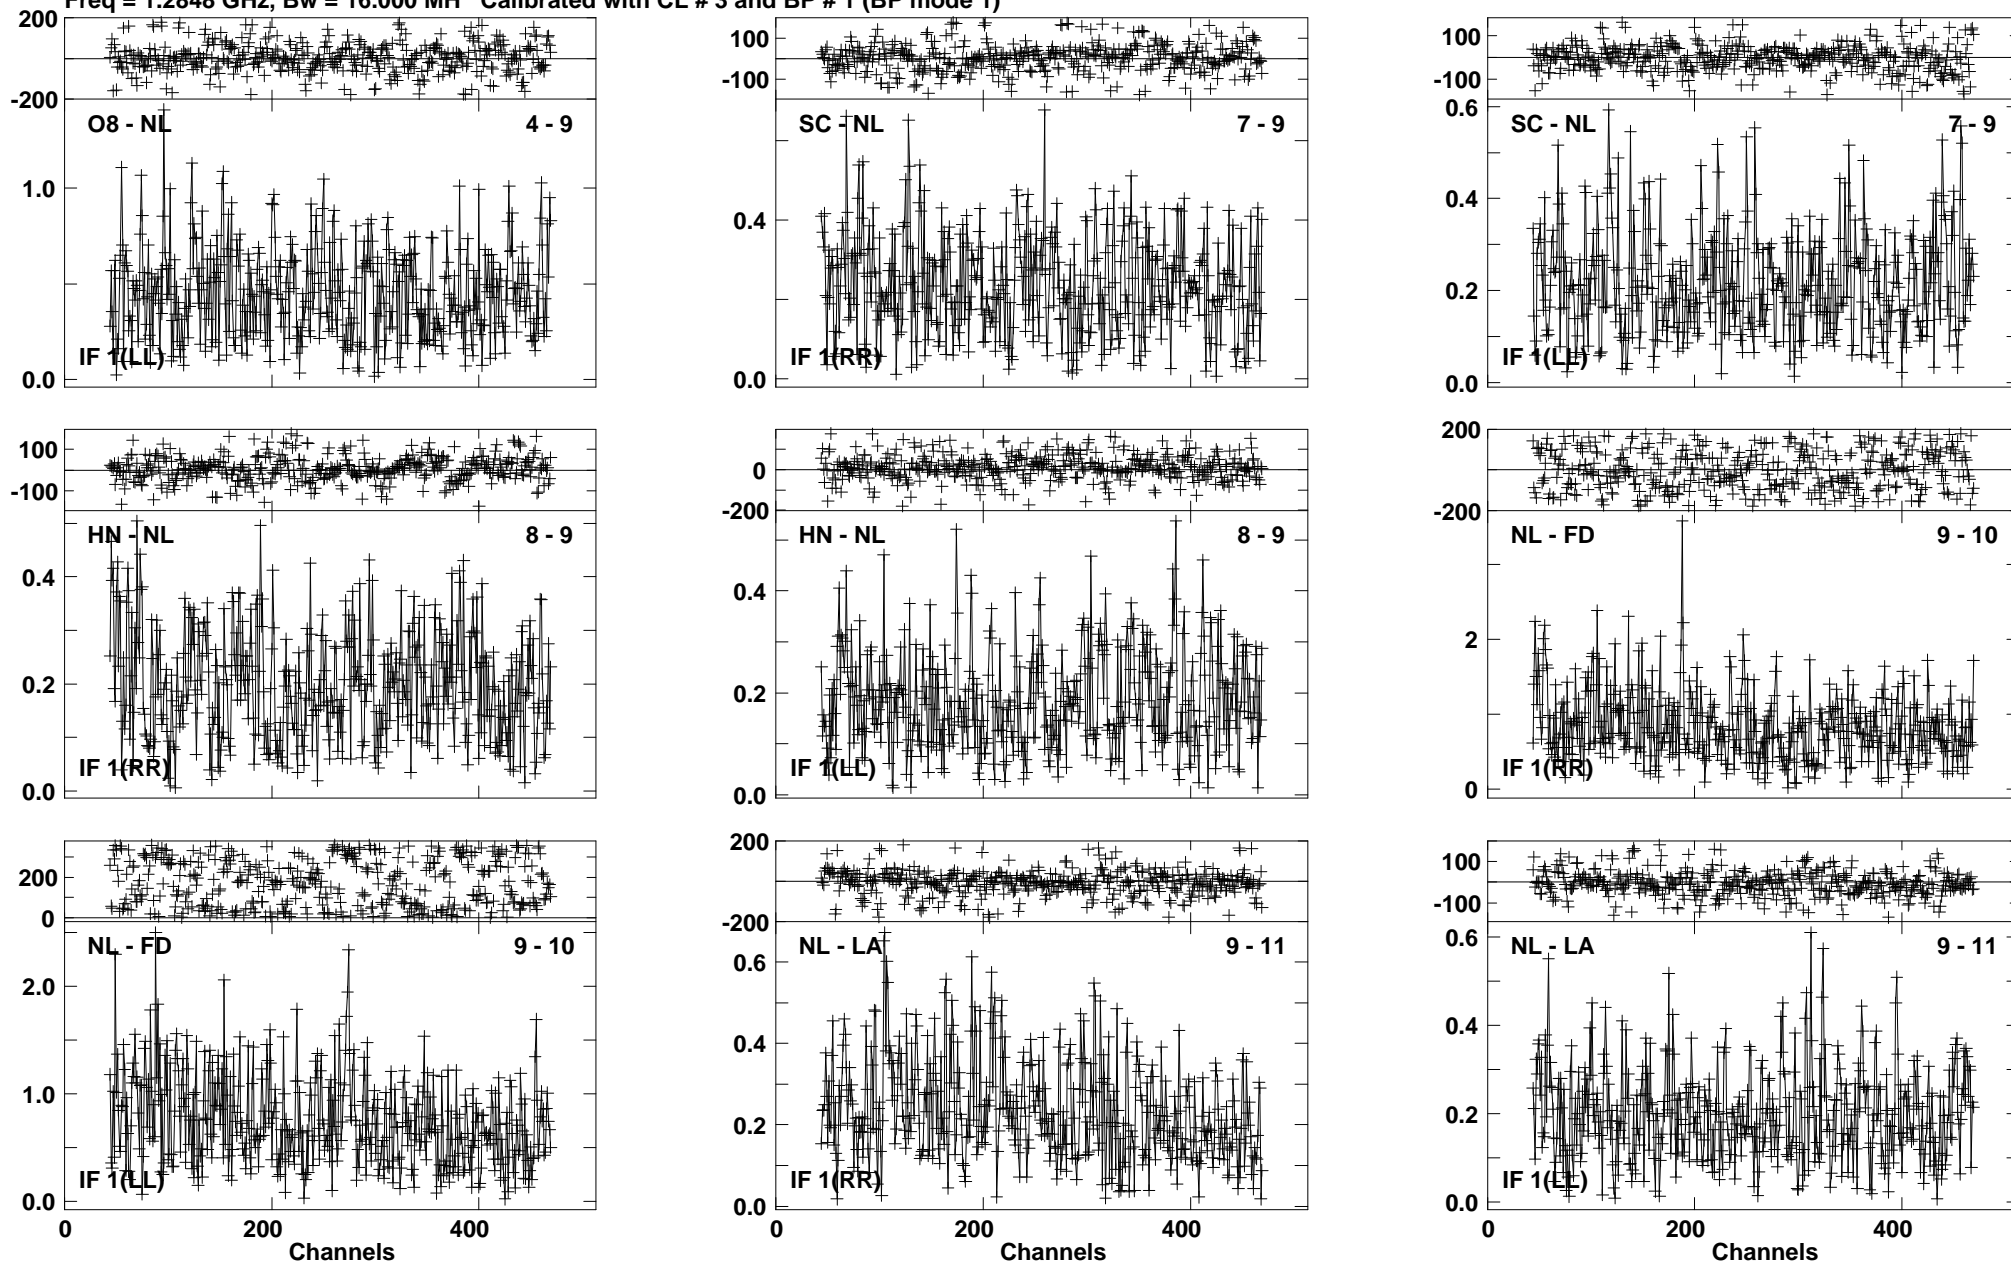 Freq = 1.2848 GHz, Bw = 16.000 MH Calibrated with CL # 3 and BP # 1 (BP mode 1)
200
-200
O8 - NL 4 - 9
1.0
0.0
IF 1(LL)
100
-100
SC - NL 7 - 9
0.4
0.0
IF 1(RR)
200 400
100
-100
0.6
SC - NL 7 - 9
0.4
0.2
0.0
IF 1(LL)
100
-100
HN - NL 8 - 9
0.4
0.2
0.0
IF 1(RR)
100
0
-200
HN - NL 8 - 9
0.4
0.2
0.0
IF 1(LL)
200
-200
NL - FD 9 - 10
2
0
IF 1(RR)
200
0
NL - FD 9 - 10
2.0
1.0
0.0
IF 1(LL)
0 200 400
Channels
200
-200
NL - LA 9 - 11
0.6
0.4
0.2
0.0
IF 1(RR)
200 400
Channels
100
-100
0.6
NL - LA 9 - 11
0.4
0.2
0.0
IF 1(LL)
0 200 400
Channels